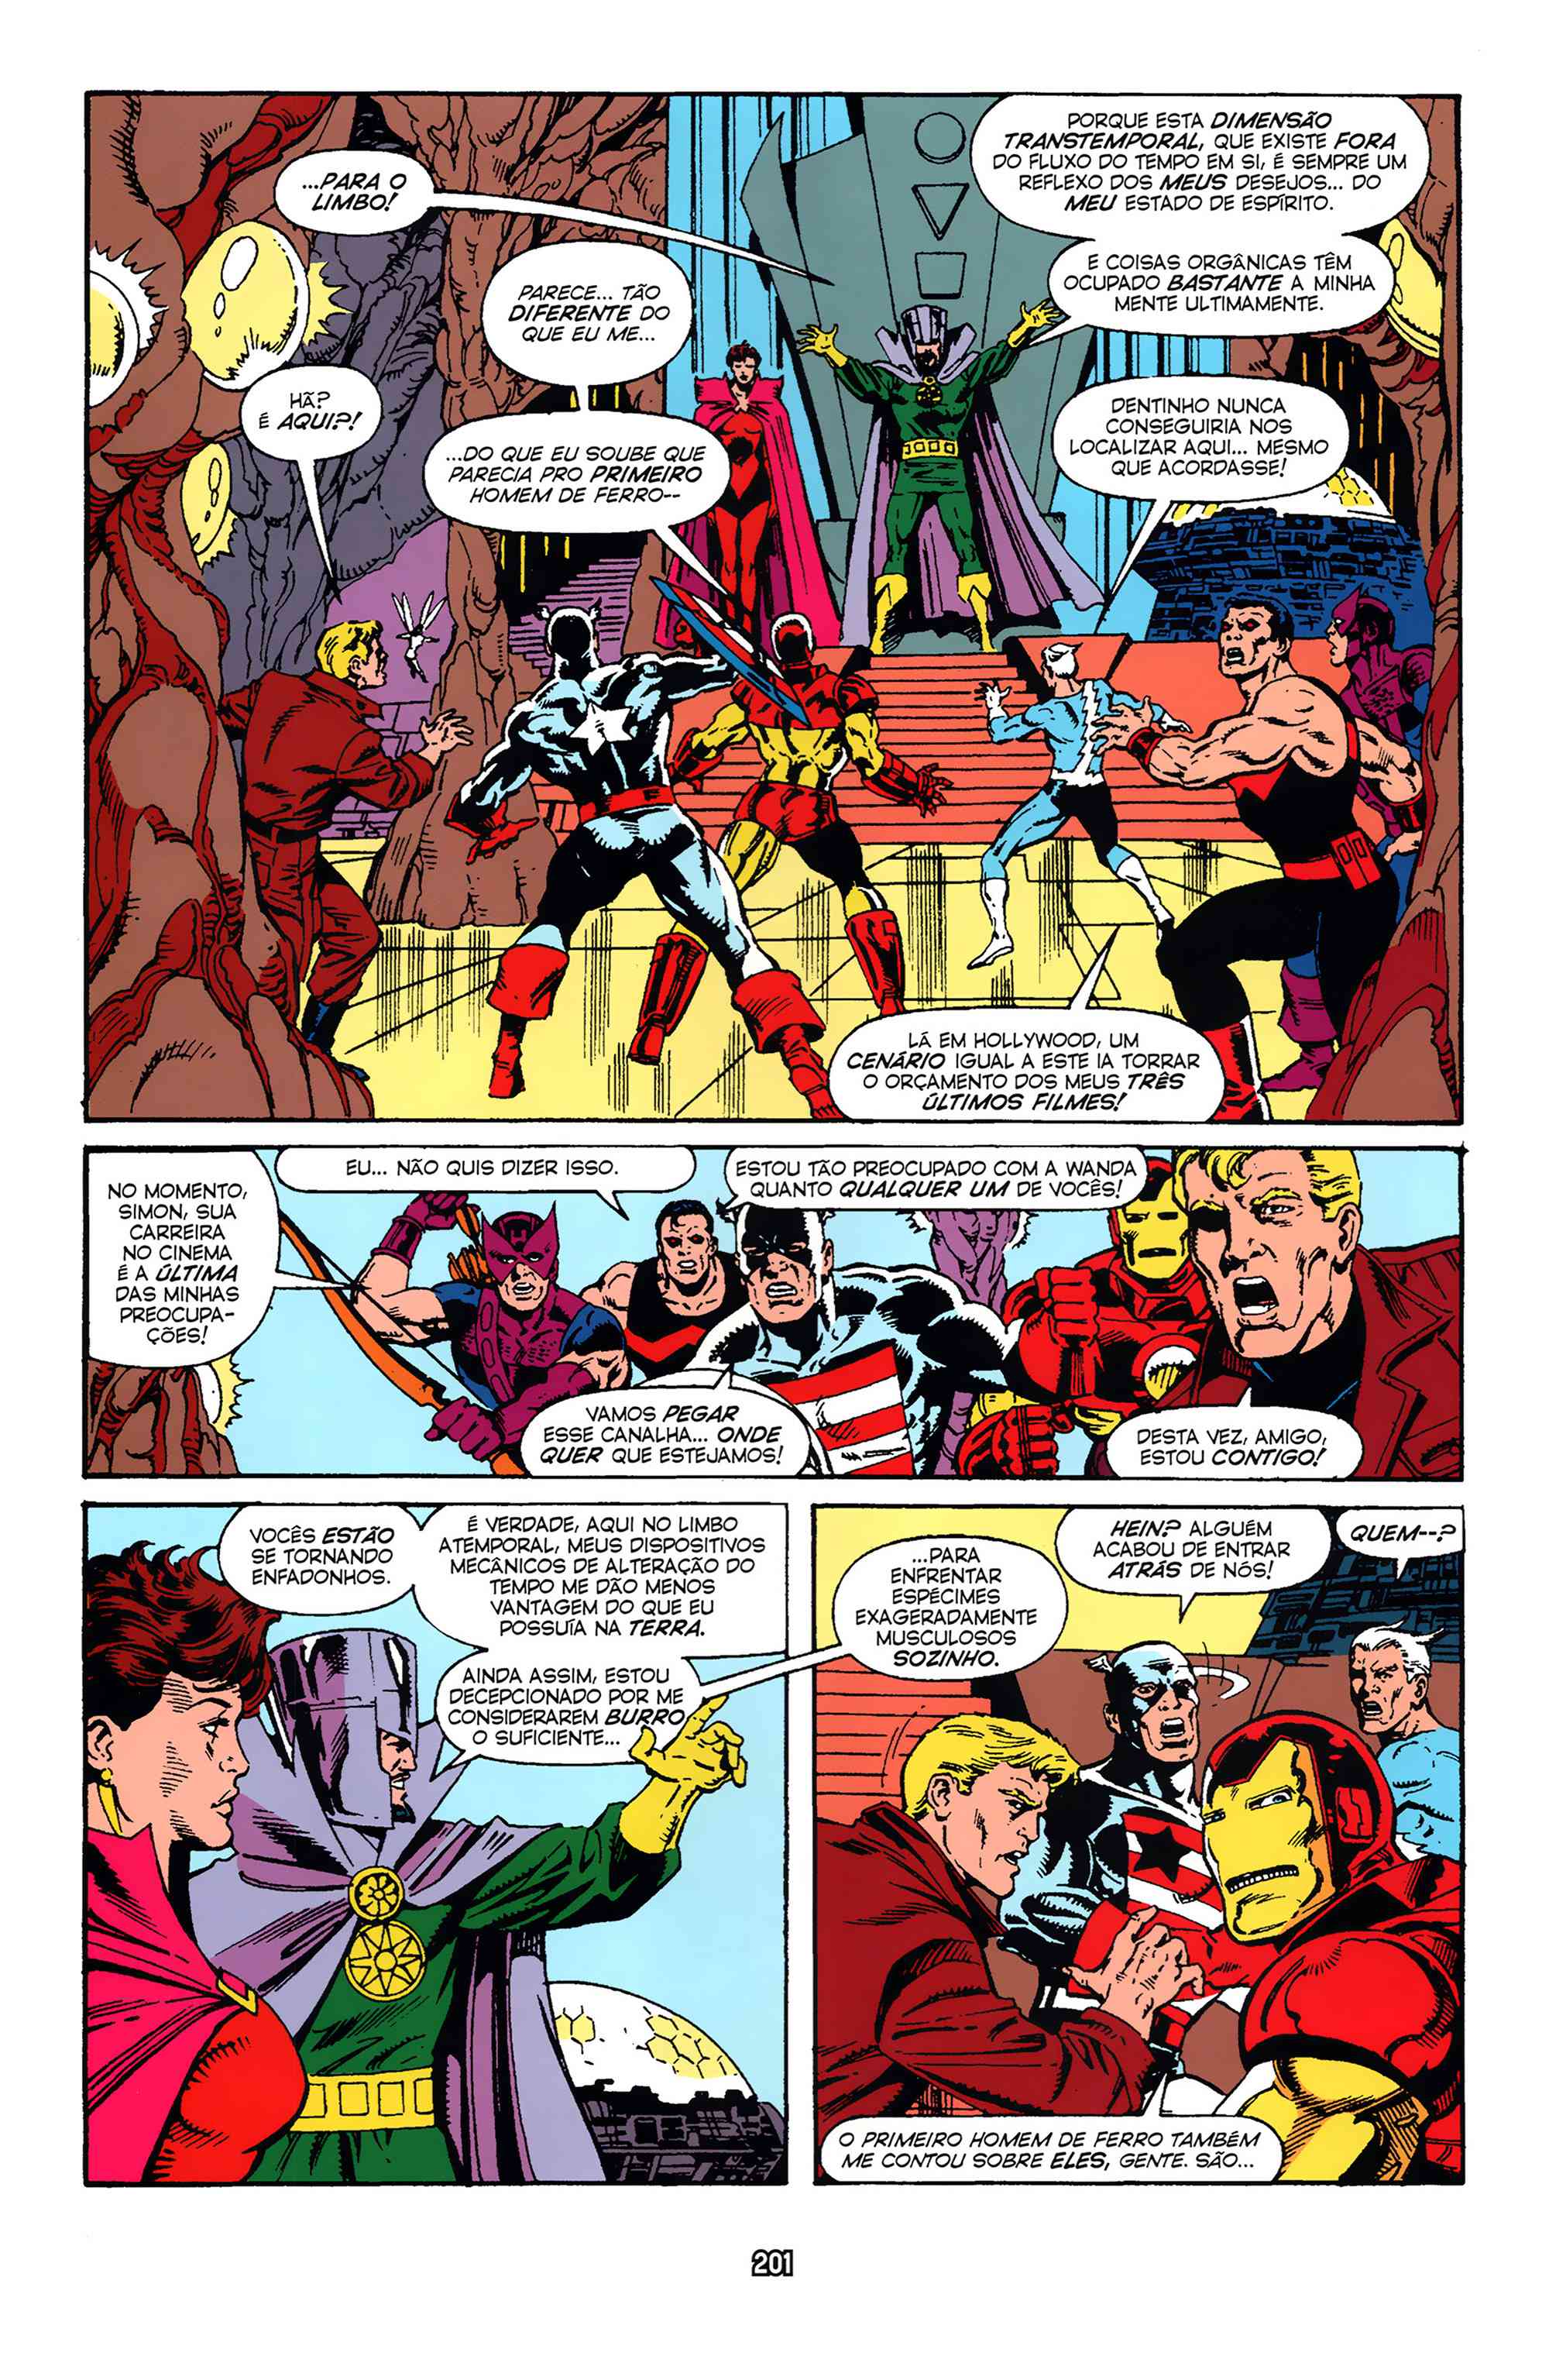 ...PARA O
LIMBO!
PORQUE ESTA DIMENSÃO
TRANSTEMPORAL, QUE EXISTE FORA
DO FLUXO DO TEMPO EM SI, É SEMPRE UM
REFLEXO DOS MEUS DESEJOS... DO
MEU ESTADO DE ESPÍRITO.
E COISAS ORGÂNICAS TÊM
OCUPADO BASTANTE A MINHA
MENTE ULTIMAMENTE.
HÃ?
É AQUI?!
PARECE... TÃO
DIFERENTE DO
QUE EU ME...
...DO QUE EU SOUBE QUE
PARECIA PRO PRIMEIRO
HOMEM DE FERRO--
DENTINHO NUNCA
CONSEGUIRIA NOS
LOCALIZAR AQUI... MESMO
QUE ACORDASSE!
LÁ EM HOLLYWOOD, UM
CENÁRIO IGUAL A ESTE IA TORRAR
O ORÇAMENTO DOS MEUS TRÊS
ÚLTIMOS FILMES!
NO MOMENTO,
SIMON, SUA
CARREIRA
NO CINEMA
É A ÚLTIMA
DAS MINHAS
PREOCUPA-
ÇÕES!
EU... NÃO QUIS DIZER ISSO.
ESTOU TÃO PREOCUPADO COM A WANDA
QUANTO QUALQUER UM DE VOCÊS!
VAMOS PEGAR
ESSE CANALHA... ONDE
QUER QUE ESTEJAMOS!
DESTA VEZ, AMIGO,
ESTOU CONTIGO!
VOCÊS ESTÃO
SE TORNANDO
ENFADONHOS.
É VERDADE, AQUI NO LIMBO
ATEMPORAL, MEUS DISPOSITIVOS
MECÂNICOS DE ALTERAÇÃO DO
TEMPO ME DÃO MENOS
VANTAGEM DO QUE EU
POSSUÍA NA TERRA.
AINDA ASSIM, ESTOU
DECEPCIONADO POR ME
CONSIDERAREM BURRO
O SUFICIENTE...
...PARA
ENFRENTAR
ESPÉCIMES
EXAGERADAMENTE
MUSCULOSOS
SOZINHO.
HEIN? ALGUÉM
ACABOU DE ENTRAR
ATRÁS DE NÓS!
QUEM--?
O PRIMEIRO HOMEM DE FERRO TAMBÉM
ME CONTOU SOBRE ELES, GENTE. SÃO...
201